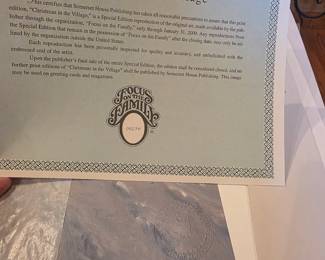 This certifies that Somerset House Publishing has taken all reasonable precautions to assure that this print
edition, "Christmas in the Village," is a Special Edition reproduction of the original art made available by the pub-
lisher through the organization, "Focus on the Family," only through January 31, 2000. Any reproductions from
the Special Edition that remain in the possession of "Focus on the Family" after the closing date may only be uti-
lized by the organization outside the United States.
Each reproduction has been personally inspected for quality and accuracy, and embellished with the
embossed seal of the artist.
Upon the publisher's final sale of the entire Special Edition, the edition shall be considered closed, and no
further print editions of "Christmas in the Village" shall be published by Somerset House Publishing. This image
may be used on greeting cards and magazines.
FOCUS
ON THE
FAMILY